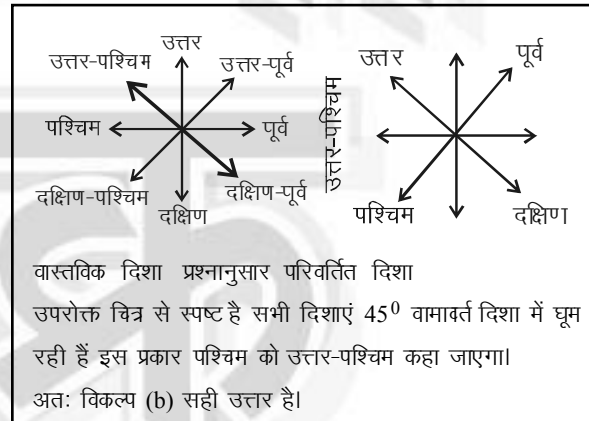 उत्तर
उत्तर-पश्चिम
उत्तर-पूर्व
पश्चिम
पूर्व
दक्षिण-पश्चिम
दक्षिण
दक्षिण-पूर्व
उत्तर
पूर्व
उत्तर-पश्चिम
पश्चिम
दक्षिण
वास्तविक दिशा प्रश्नानुसार परिवर्तित दिशा
उपरोक्त चित्र से स्पष्ट है सभी दिशाएं 45⁰ वामावर्त दिशा में घूम
रही हैं इस प्रकार पश्चिम को उत्तर-पश्चिम कहा जाएगा।
अतः विकल्प (b) सही उत्तर है।